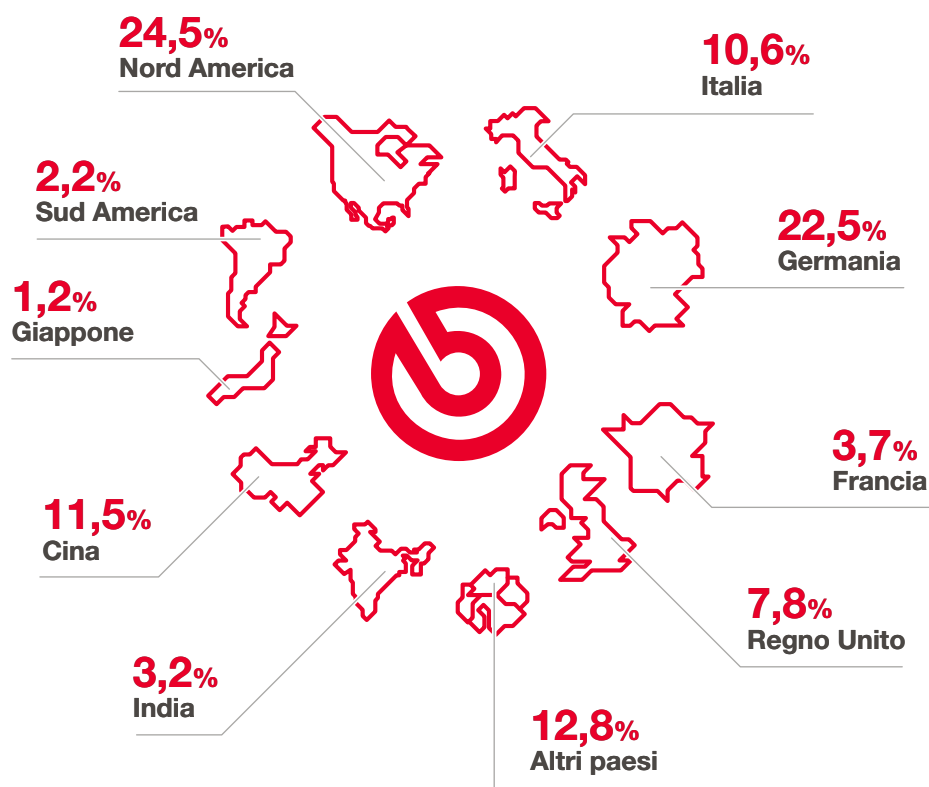 24,5%
Nord America
10,6%
Italia
2,2%
Sud America
22,5%
Germania
1,2%
Giappone
3,7%
Francia
11,5%
Cina
7,8%
Regno Unito
3,2%
India
12,8%
Altri paesi